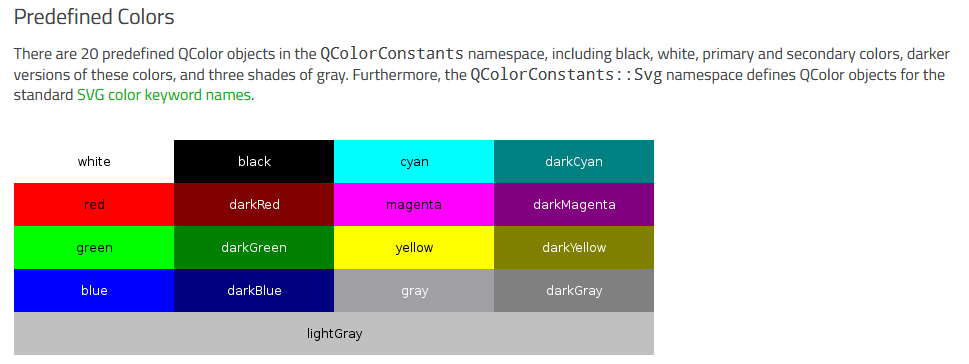 Predefined Colors
There are 20 predefined QColor objects in the QColorConstants namespace, including black, white, primary and secondary colors, darker
versions of these colors, and three shades of gray. Furthermore, the QColorConstants::Svg namespace defines QColor objects for the
standard SVG color keyword names.
white black cyan darkCyan
red darkRed magenta darkMagenta
green darkGreen yellow darkYellow
blue darkBlue gray darkGray
lightGray